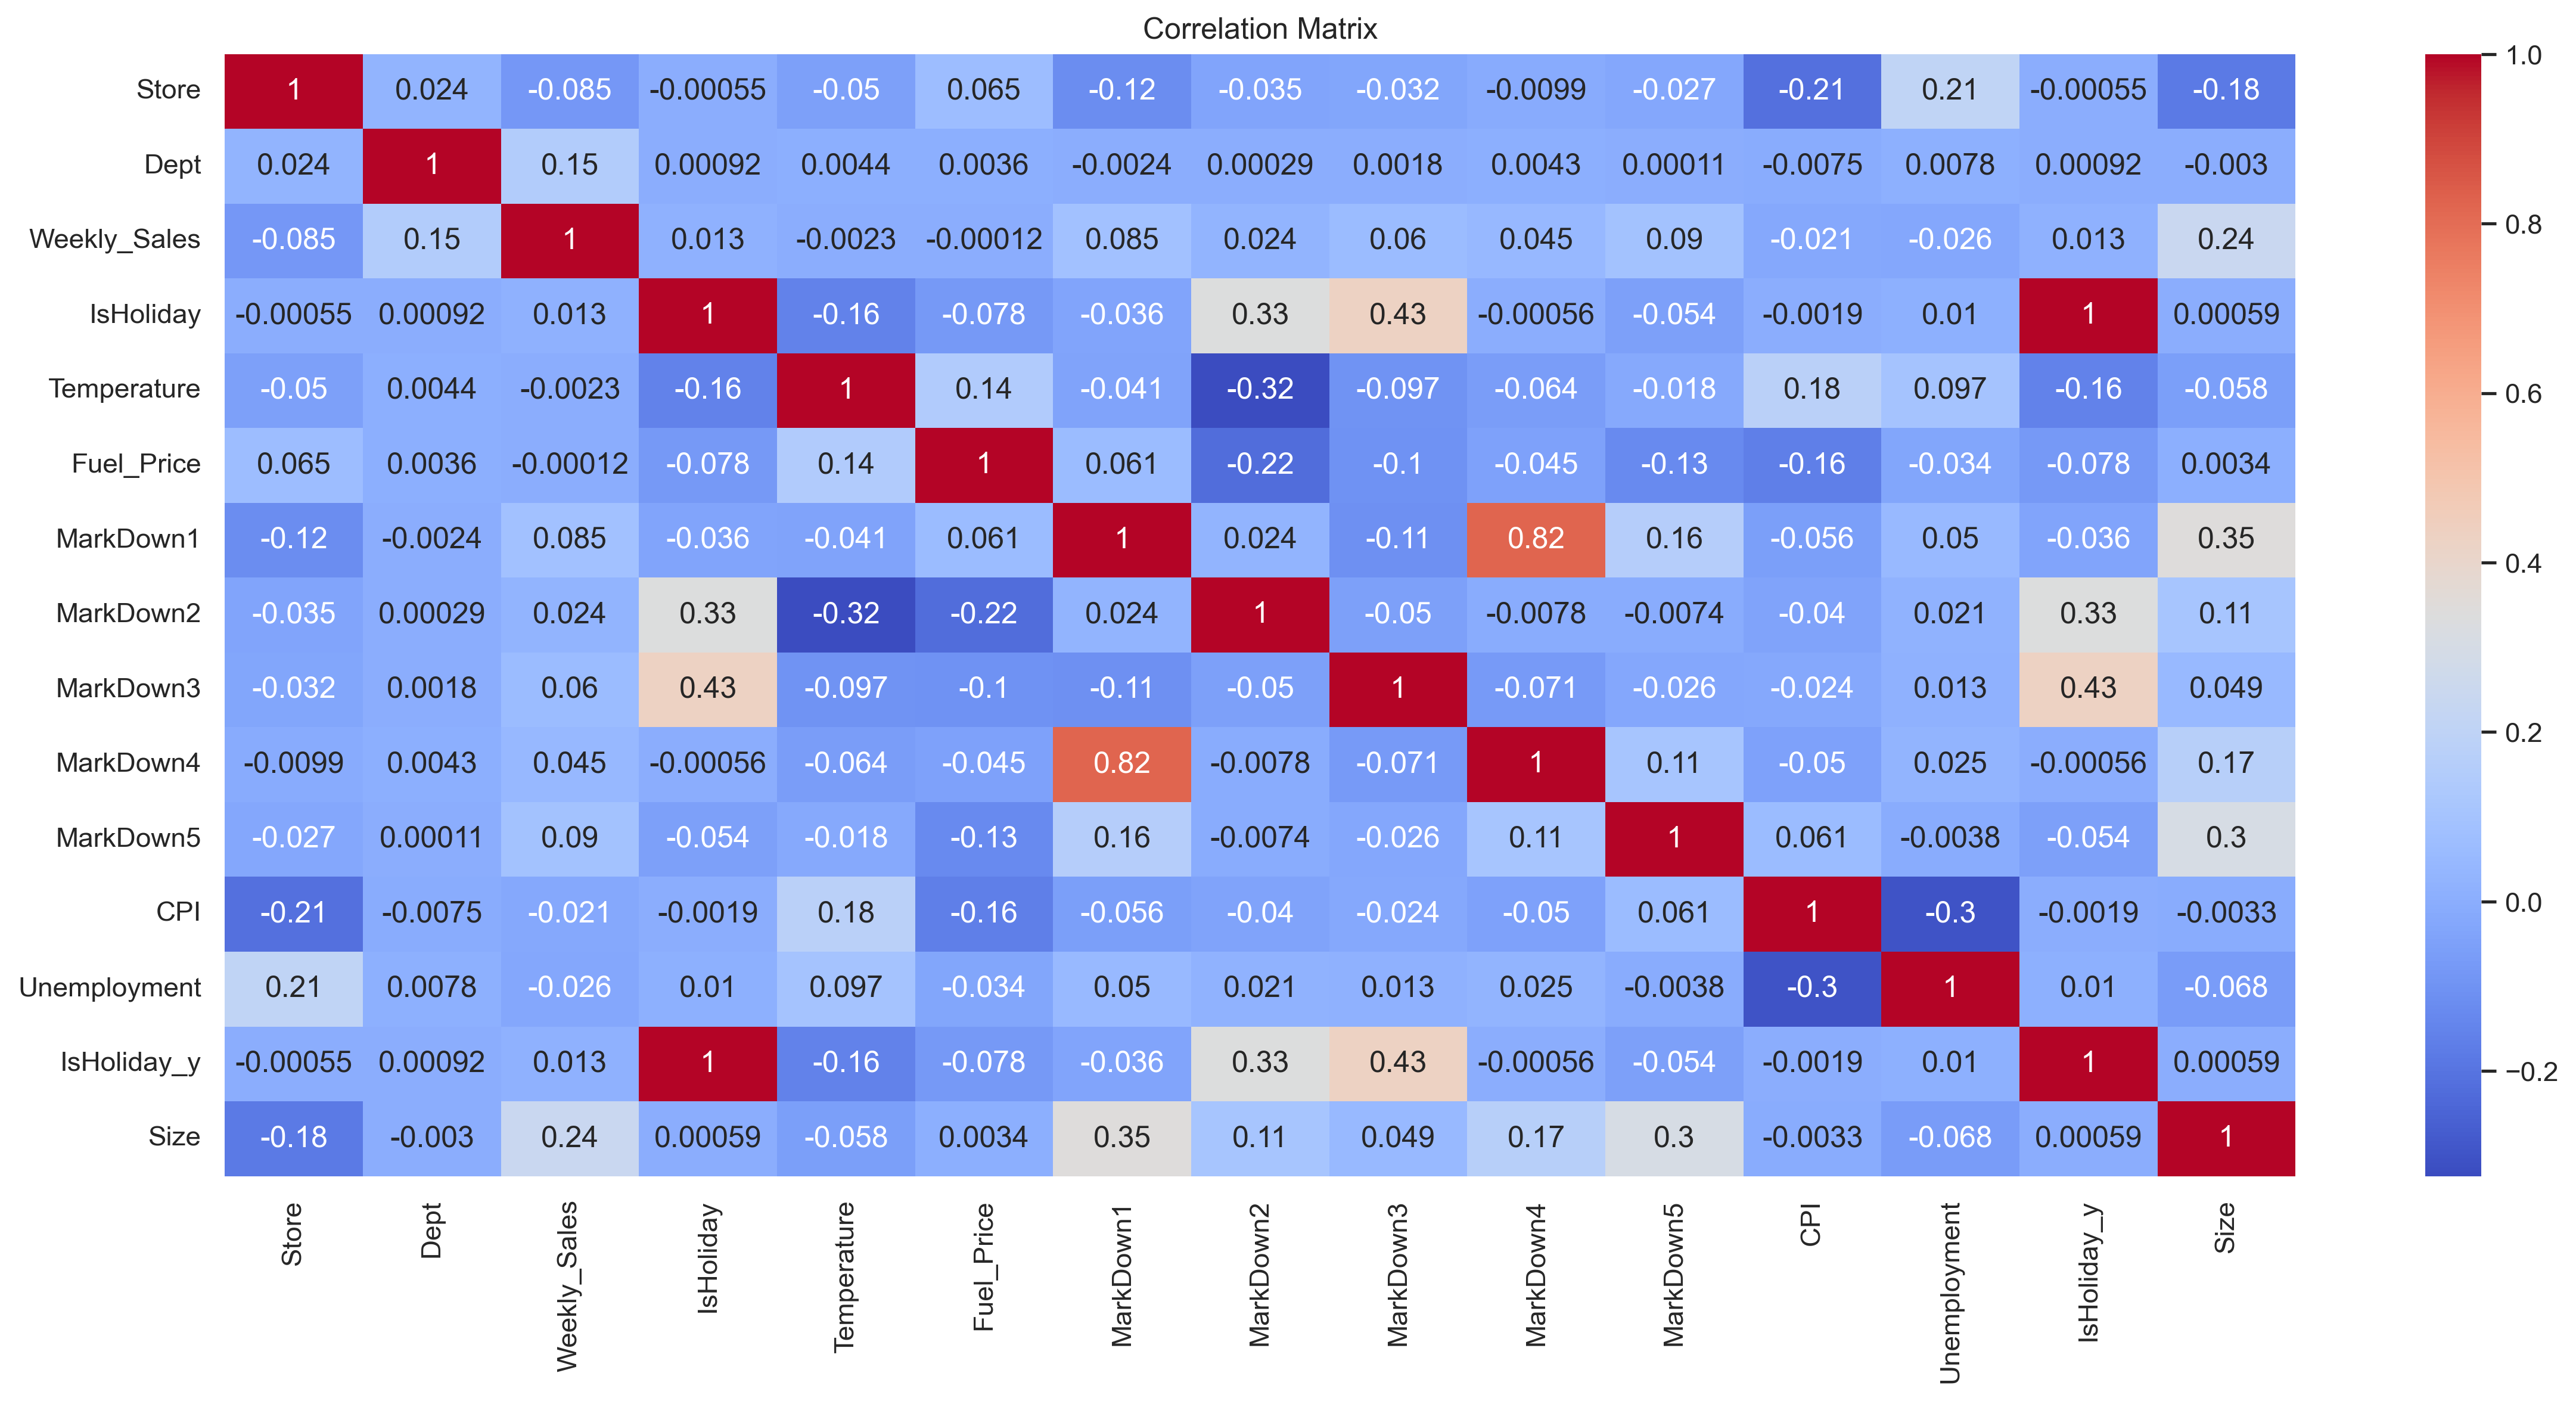 Correlation Matrix
Store 1 0.024 -0.085 -0.00055 -0.05 0.065 -0.12 -0.035 -0.032 -0.0099 -0.027 -0.21 0.21 -0.00055 -0.18
Dept 0.024 1 0.15 0.00092 0.0044 0.0036 -0.0024 0.00029 0.0018 0.0043 0.00011 -0.0075 0.0078 0.00092 -0.003
Weekly_Sales -0.085 0.15 1 0.013 -0.0023 -0.00012 0.085 0.024 0.06 0.045 0.09 -0.021 -0.026 0.013 0.24
IsHoliday -0.00055 0.00092 0.013 1 -0.16 -0.078 -0.036 0.33 0.43 -0.00056 -0.054 -0.0019 0.01 1 0.00059
Temperature -0.05 0.0044 -0.0023 -0.16 1 0.14 -0.041 -0.32 -0.097 -0.064 -0.018 0.18 0.097 -0.16 -0.058
Fuel_Price 0.065 0.0036 -0.00012 -0.078 0.14 1 0.061 -0.22 -0.1 -0.045 -0.13 -0.16 -0.034 -0.078 0.0034
MarkDown1 -0.12 -0.0024 0.085 -0.036 -0.041 0.061 1 0.024 -0.11 0.82 0.16 -0.056 0.05 -0.036 0.35
MarkDown2 -0.035 0.00029 0.024 0.33 -0.32 -0.22 0.024 1 -0.05 -0.0078 -0.0074 -0.04 0.021 0.33 0.11
MarkDown3 -0.032 0.0018 0.06 0.43 -0.097 -0.1 -0.11 -0.05 1 -0.071 -0.026 -0.024 0.013 0.43 0.049
MarkDown4 -0.0099 0.0043 0.045 -0.00056 -0.064 -0.045 0.82 -0.0078 -0.071 1 0.11 -0.05 0.025 -0.00056 0.17
MarkDown5 -0.027 0.00011 0.09 -0.054 -0.018 -0.13 0.16 -0.0074 -0.026 0.11 1 0.061 -0.0038 -0.054 0.3
CPI -0.21 -0.0075 -0.021 -0.0019 0.18 -0.16 -0.056 -0.04 -0.024 -0.05 0.061 1 -0.3 -0.0019 -0.0033
Unemployment 0.21 0.0078 -0.026 0.01 0.097 -0.034 0.05 0.021 0.013 0.025 -0.0038 -0.3 1 0.01 -0.068
IsHoliday_y -0.00055 0.00092 0.013 1 -0.16 -0.078 -0.036 0.33 0.43 -0.00056 -0.054 -0.0019 0.01 1 0.00059
Size -0.18 -0.003 0.24 0.00059 -0.058 0.0034 0.35 0.11 0.049 0.17 0.3 -0.0033 -0.068 0.00059 1
Store Dept Weekly_Sales IsHoliday Temperature Fuel_Price MarkDown1 MarkDown2 MarkDown3 MarkDown4 MarkDown5 CPI Unemployment IsHoliday_y Size
1.0
0.8
0.6
0.4
0.2
0.0
−0.2